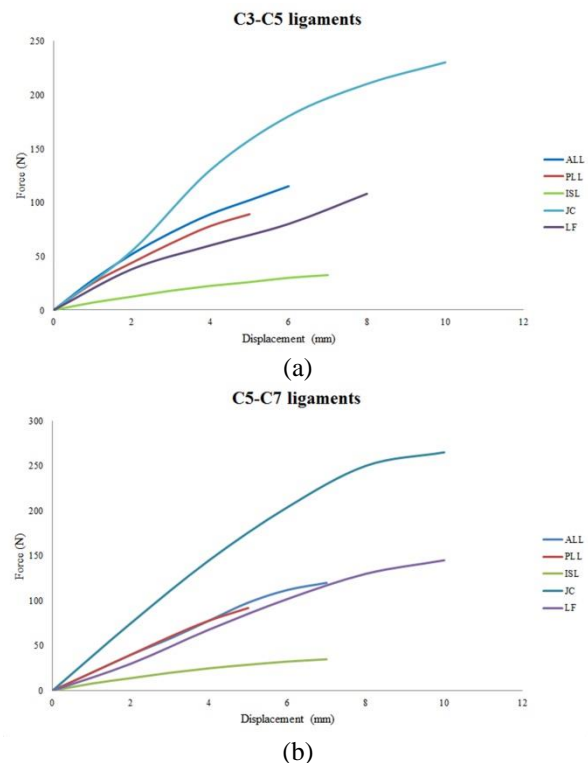 C3-C5 ligaments
250
200
150
100
50
0
Force (N)
0 2 4 6 8 10 12
Displacement (mm)
ALL
PLL
ISL
JC
LF
(a)
C5-C7 ligaments
300
250
200
150
100
50
0
Force (N)
0 2 4 6 8 10 12
Displacement (mm)
ALL
PLL
ISL
JC
LF
(b)